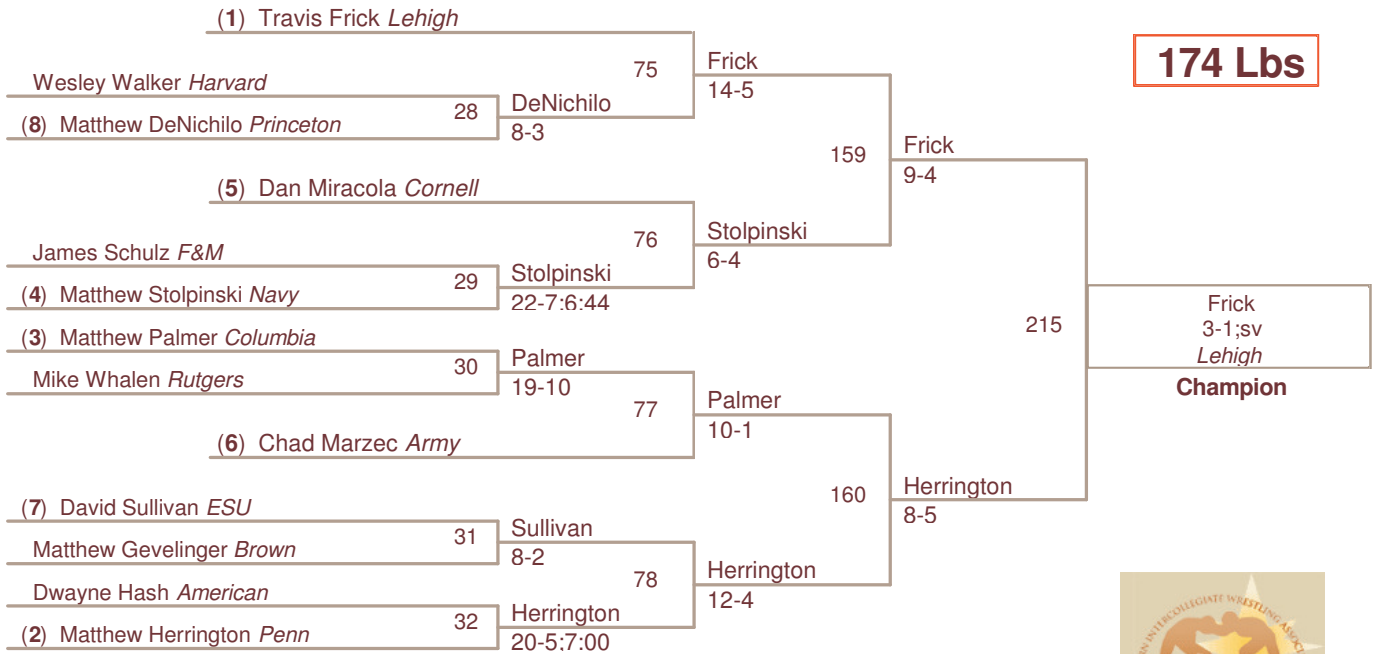 (1) Travis Frick Lehigh
174 Lbs
75
Frick
14-5
Wesley Walker Harvard
28
DeNichilo
8-3
(8) Matthew DeNichilo Princeton
159
Frick
9-4
(5) Dan Miracola Cornell
76
Stolpinski
6-4
James Schulz F&M
29
Stolpinski
22-7;6:44
(4) Matthew Stolpinski Navy
215
Frick
3-1;sv
Lehigh
Champion
(3) Matthew Palmer Columbia
30
Palmer
19-10
Mike Whalen Rutgers
77
Palmer
10-1
(6) Chad Marzec Army
160
Herrington
8-5
(7) David Sullivan ESU
31
Sullivan
8-2
Matthew Gevelinger Brown
78
Herrington
12-4
Dwayne Hash American
32
Herrington
20-5;7:00
(2) Matthew Herrington Penn
INTERCOLLEGIATE WRESTLING